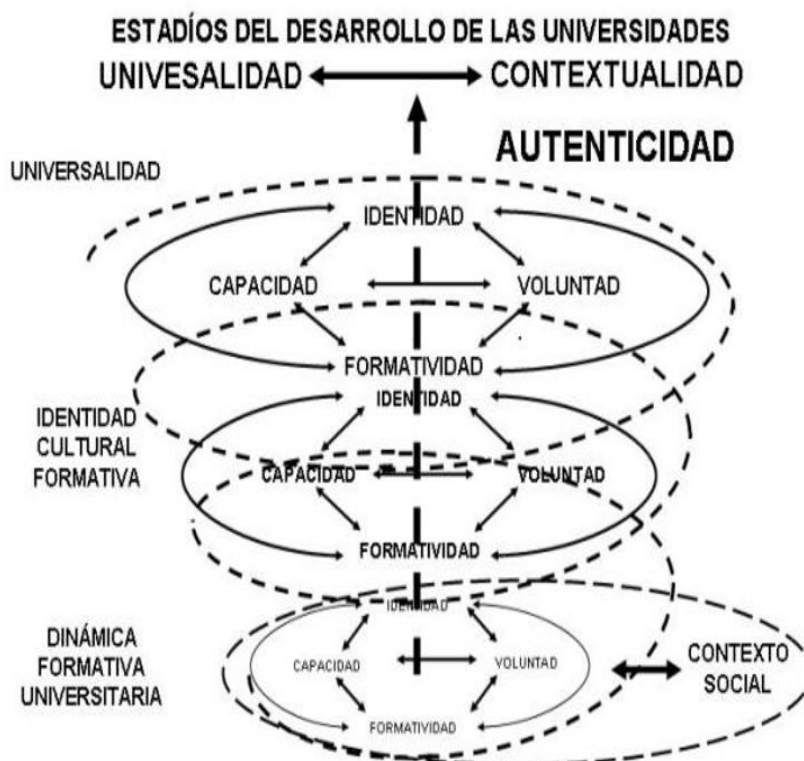 ESTADÍOS DEL DESARROLLO DE LAS UNIVERSIDADES
UNIVESALIDAD CONTEXTUALIDAD
AUTENTICIDAD
UNIVERSALIDAD
IDENTIDAD
CAPACIDAD VOLUNTAD
FORMATIVIDAD
IDENTIDAD
IDENTIDAD
CULTURAL
FORMATIVA
CAPACIDAD VOLUNTAD
FORMATIVIDAD
IDENTIDAD
DINÁMICA
FORMATIVA
UNIVERSITARIA
CAPACIDAD VOLUNTAD
CONTEXTO
SOCIAL
FORMATIVIDAD